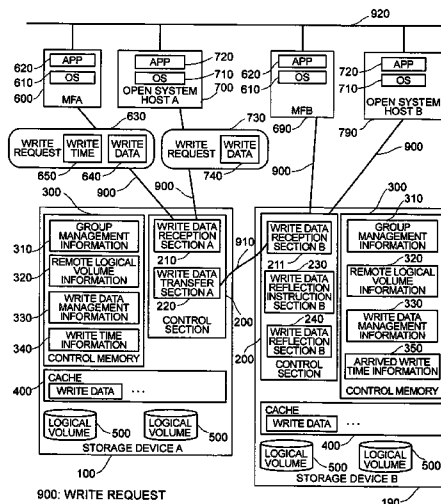 920
APP
OS
MFA
620
610
600
APP
OS
OPEN SYSTEM
HOST A
720
710
700
APP
OS
MFB
620
610
690
APP
OS
OPEN SYSTEM
HOST B
720
710
790
630
WRITE
REQUEST
WRITE
TIME
WRITE
DATA
650
640
900
730
WRITE
REQUEST
WRITE
DATA
740
900
900
900
300
GROUP
MANAGEMENT
INFORMATION
310
REMOTE LOGICAL
VOLUME INFORMATION
320
WRITE DATA
MANAGEMENT
INFORMATION
330
WRITE TIME
INFORMATION
340
CONTROL MEMORY
WRITE DATA
RECEPTION
SECTION A
210
WRITE DATA
TRANSFER
SECTION A
220
CONTROL
SECTION
200
910
CACHE
WRITE DATA ...
400
LOGICAL
VOLUME
500
LOGICAL
VOLUME
500
STORAGE DEVICE A
100
WRITE DATA
RECEPTION
SECTION B
211
230
WRITE DATA
REFLECTION
INSTRUCTION
SECTION B
240
WRITE DATA
REFLECTION
SECTION B
CONTROL
SECTION
200
300
310
GROUP
MANAGEMENT
INFORMATION
320
REMOTE LOGICAL
VOLUME INFORMATION
330
WRITE DATA
MANAGEMENT
INFORMATION
350
ARRIVED WRITE
TIME INFORMATION
CONTROL MEMORY
CACHE
WRITE DATA ...
400
LOGICAL
VOLUME
500
LOGICAL
VOLUME
500
STORAGE DEVICE B
190
900: WRITE REQUEST